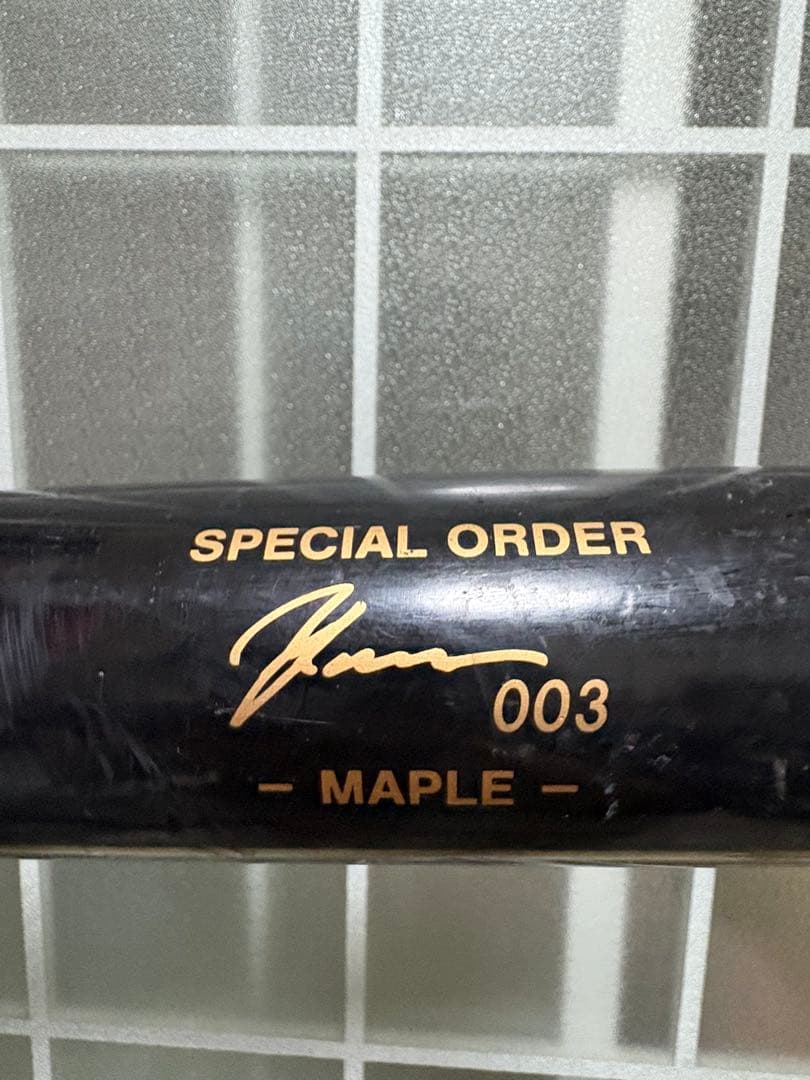 SPECIAL ORDER
003
– MAPLE –